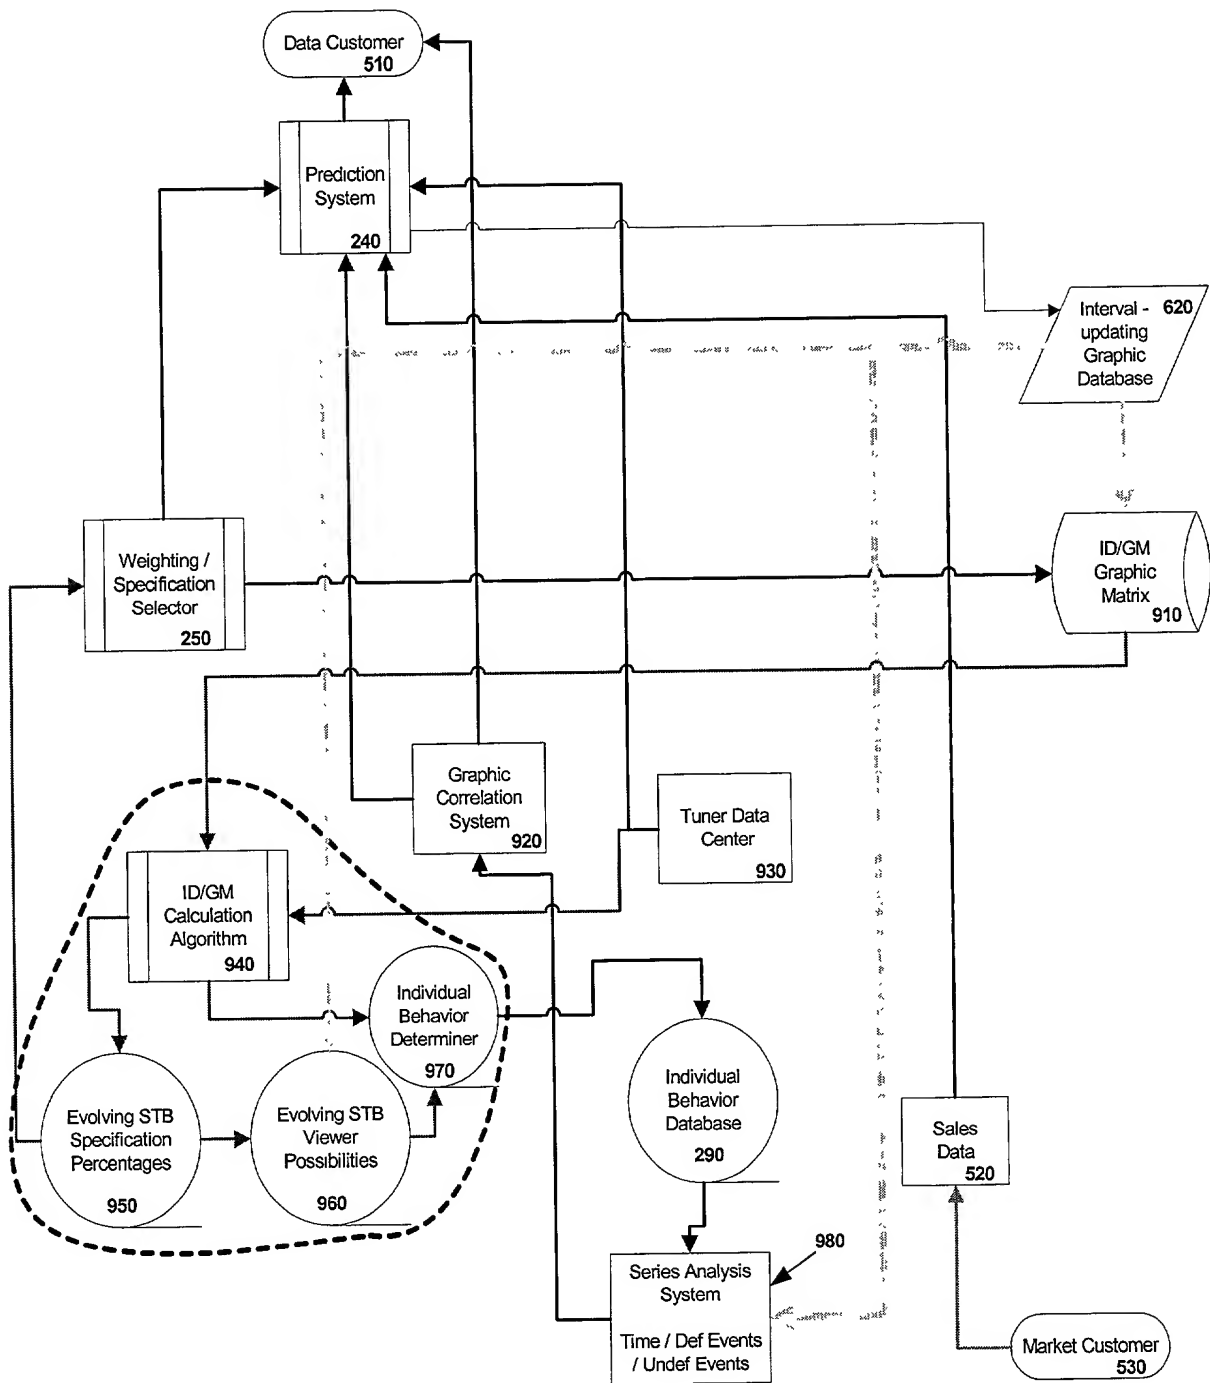 Data Customer
510
Prediction
System
240
Interval -
updating
Graphic
Database
620
Weighting /
Specification
Selector
250
ID/GM
Graphic
Matrix
910
Graphic
Correlation
System
920
Tuner Data
Center
930
ID/GM
Calculation
Algorithm
940
Individual
Behavior
Determiner
970
Evolving STB
Specification
Percentages
950
Evolving STB
Viewer
Possibilities
960
Individual
Behavior
Database
290
Sales
Data
520
980
Series Analysis
System
Time / Def Events
/ Undef Events
Market Customer
530